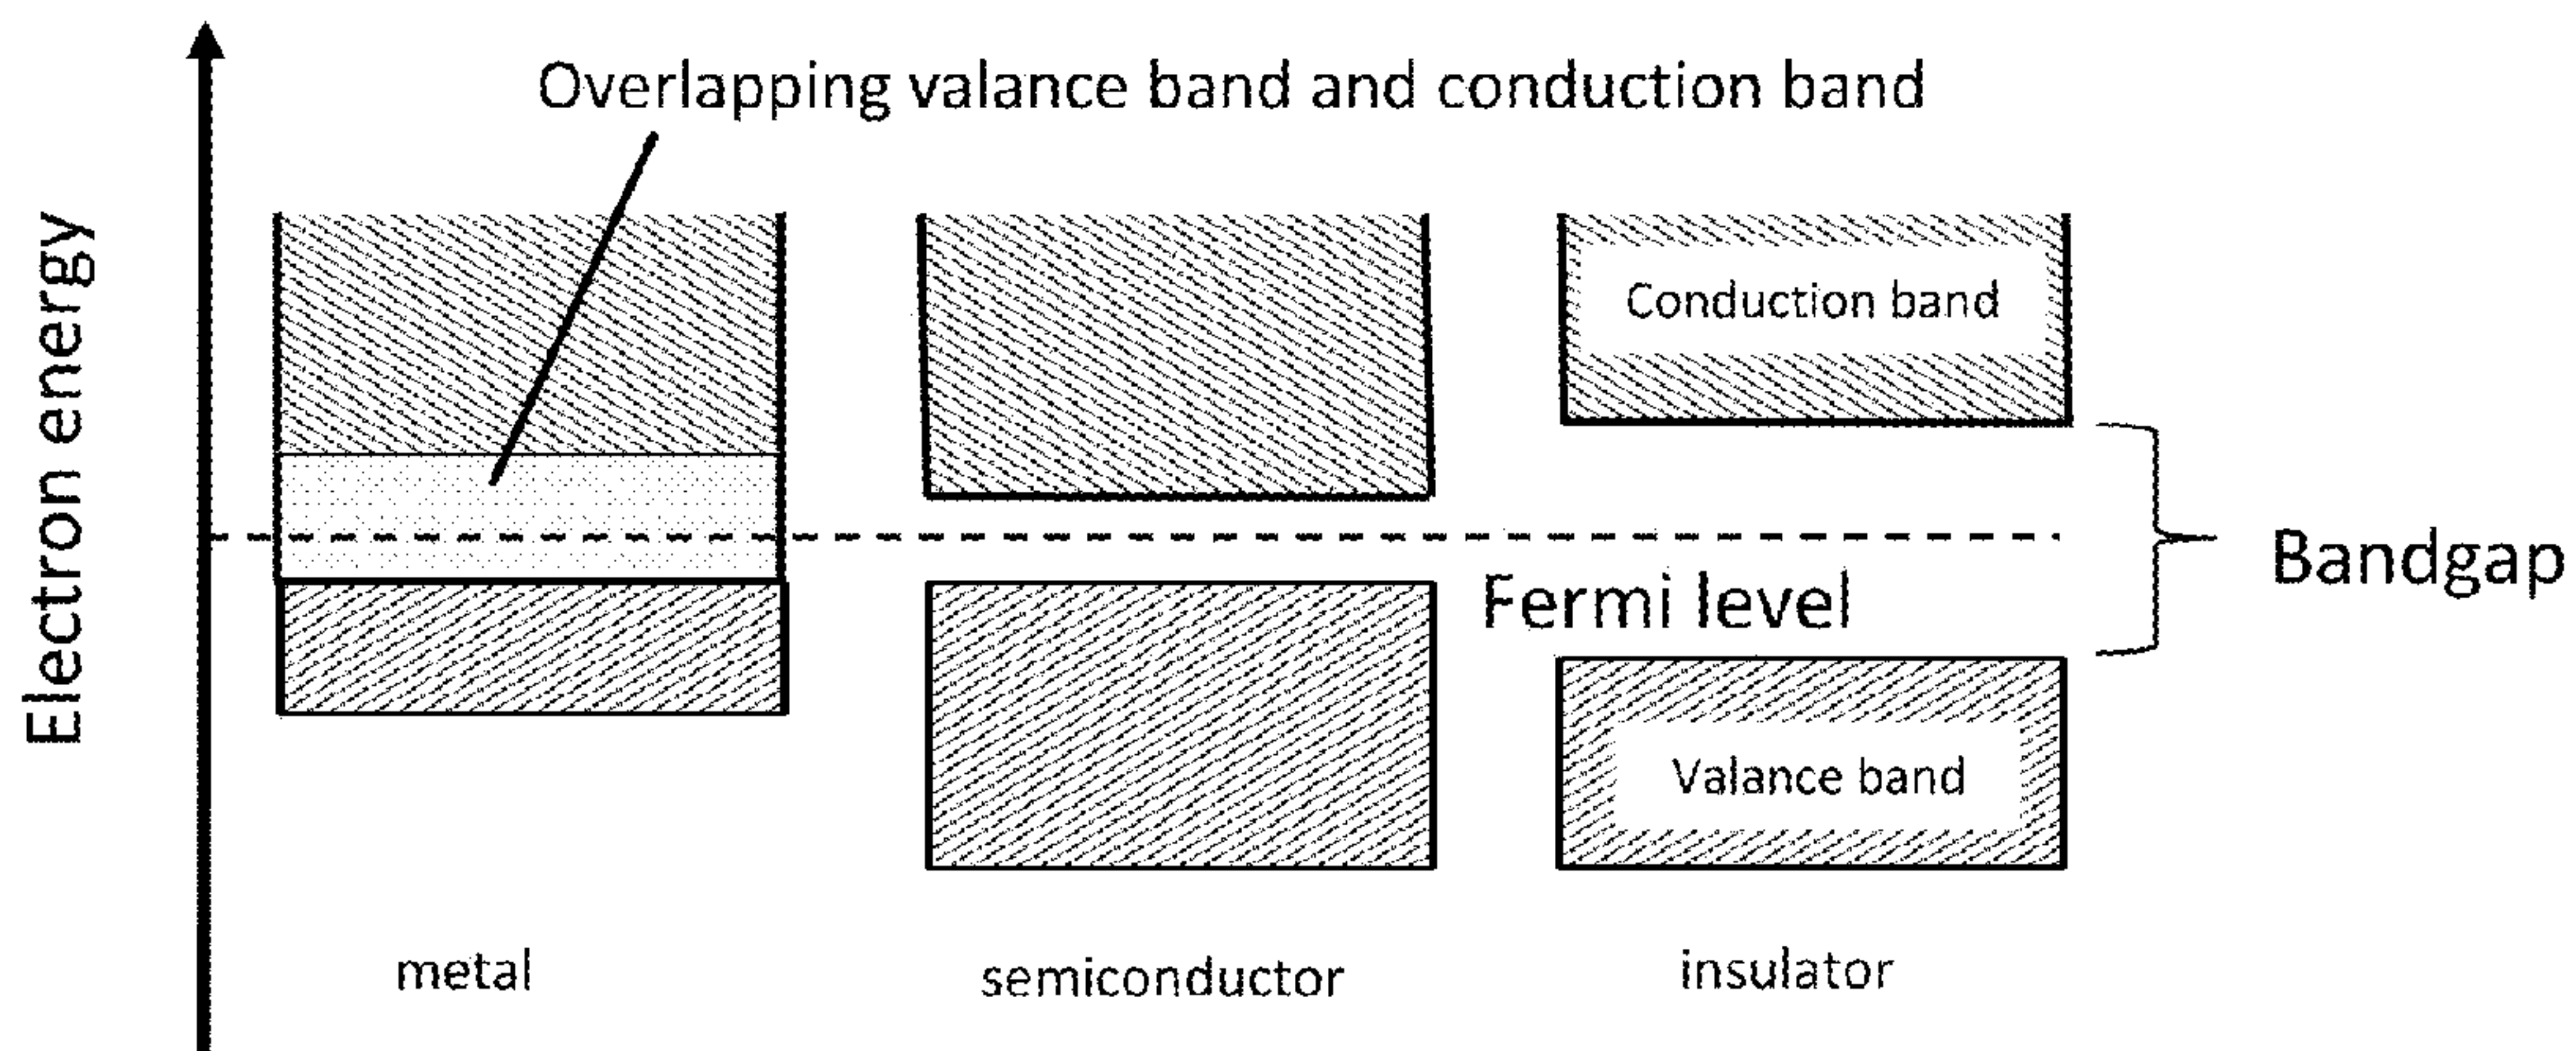 Overlapping valance band and conduction band
Electron energy
Conduction band
Fermi level
Bandgap
Valance band
metal
semiconductor
insulator